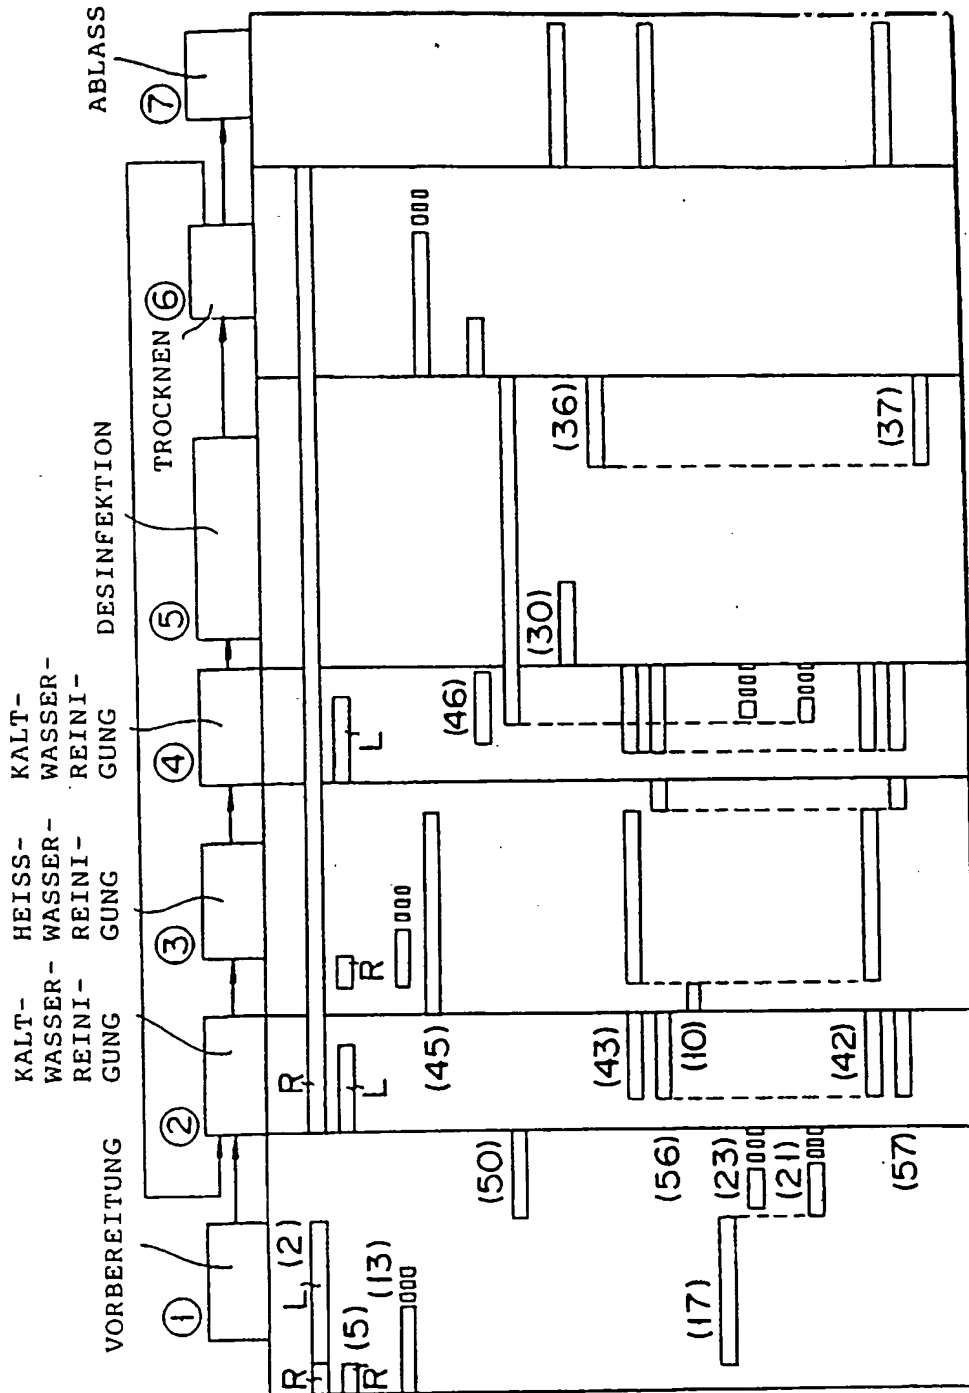 VORBEREITUNG
①
KALT-
WASSER-
REINI-
GUNG
②
HEISS-
WASSER-
REINI-
GUNG
③
KALT-
WASSER-
REINI-
GUNG
④
DESINFEKTION
⑤
TROCKNEN
⑥
ABLASS
⑦
R
L
(2)
R
(5)
R
(13)
L
R
L
(45)
(46)
(50)
(30)
(36)
(43)
(56)
(10)
(17)
(23)
(21)
(42)
(57)
(37)